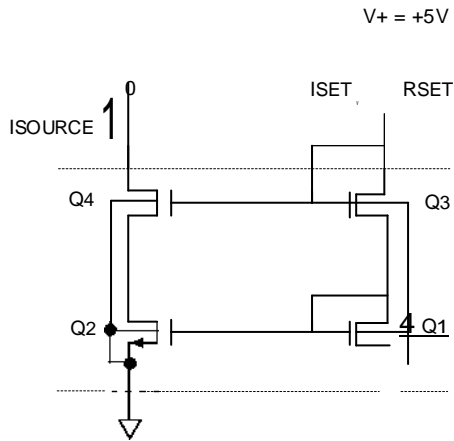 V+ = +5V
0
ISET, RSET
ISOURCE 1
Q4 Q3
Q2 4 Q1